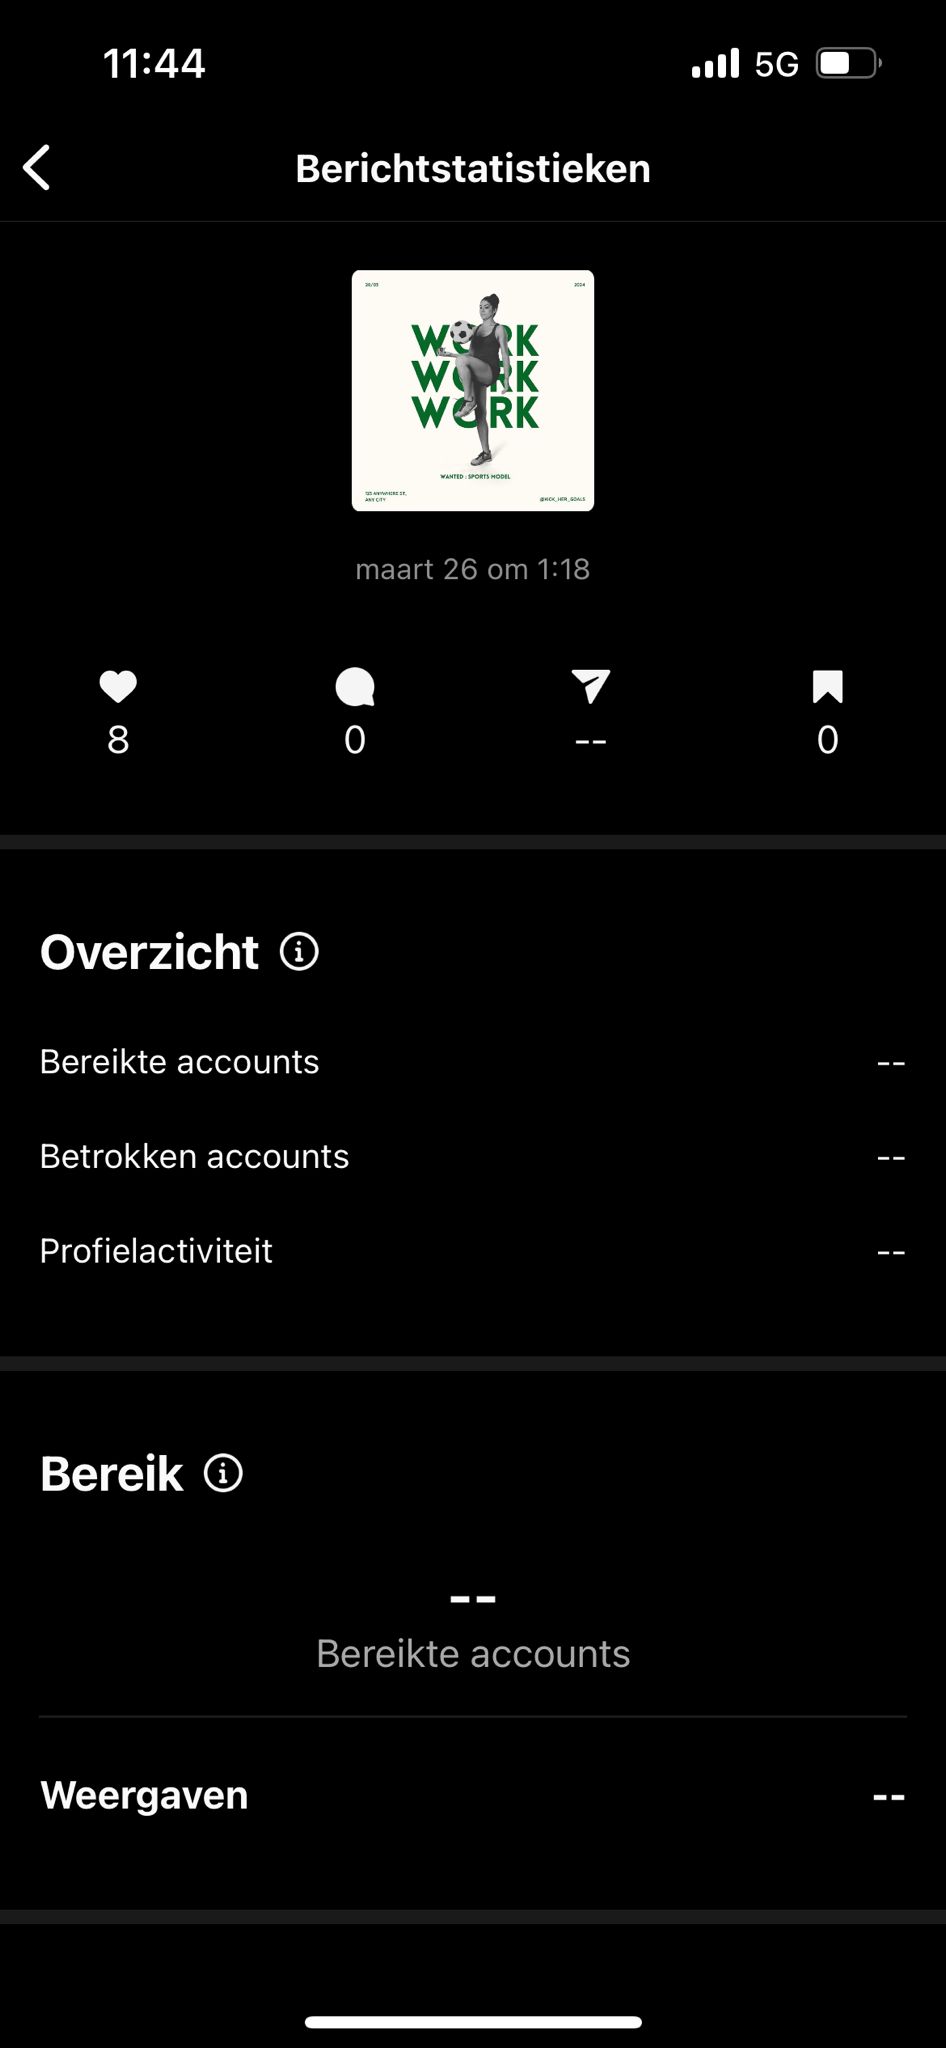 11:44
5G
Berichtstatistieken
26/03
2024
WORK
WORK
WORK
WANTED : SPORTS MODEL
123 ANYWHERE ST.,
ANY CITY
@KICK_HER_GOALS
maart 26 om 1:18
8
0
--
0
Overzicht
Bereikte accounts
--
Betrokken accounts
--
Profielactiviteit
--
Bereik
--
Bereikte accounts
Weergaven
--